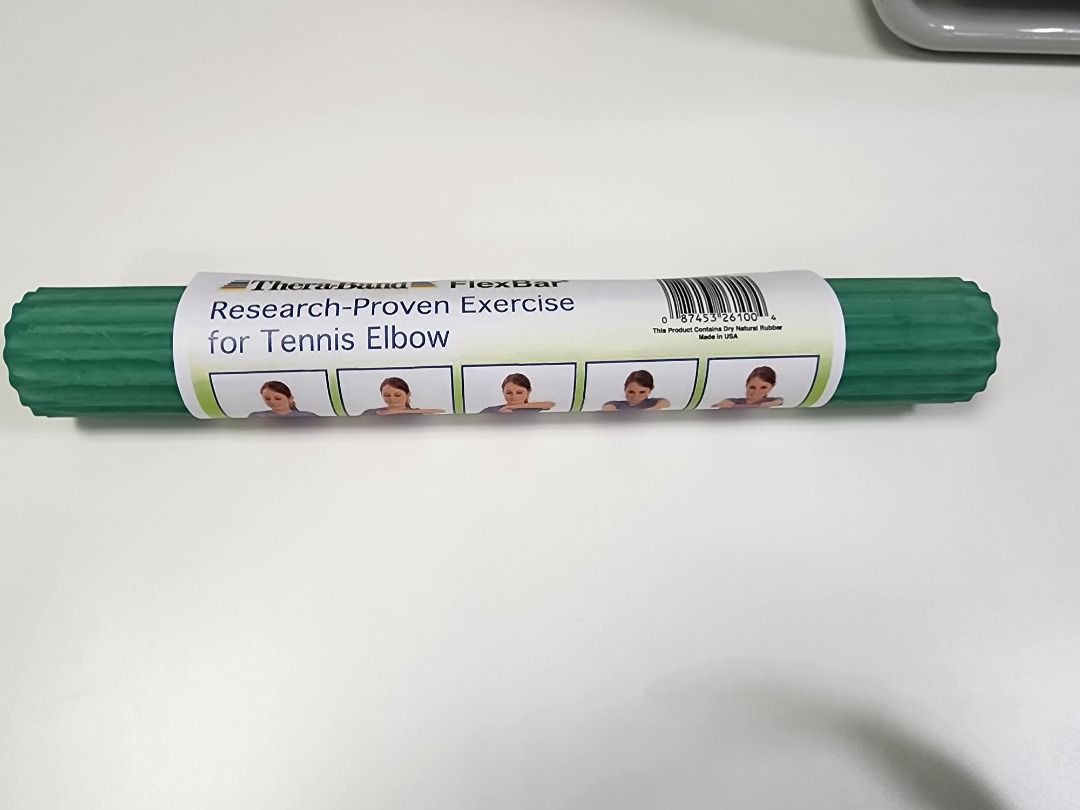 Thera-Band FlexBar
Research-Proven Exercise
for Tennis Elbow
0 87453 26100 4
This Product Contains Dry Natural Rubber
Made in USA